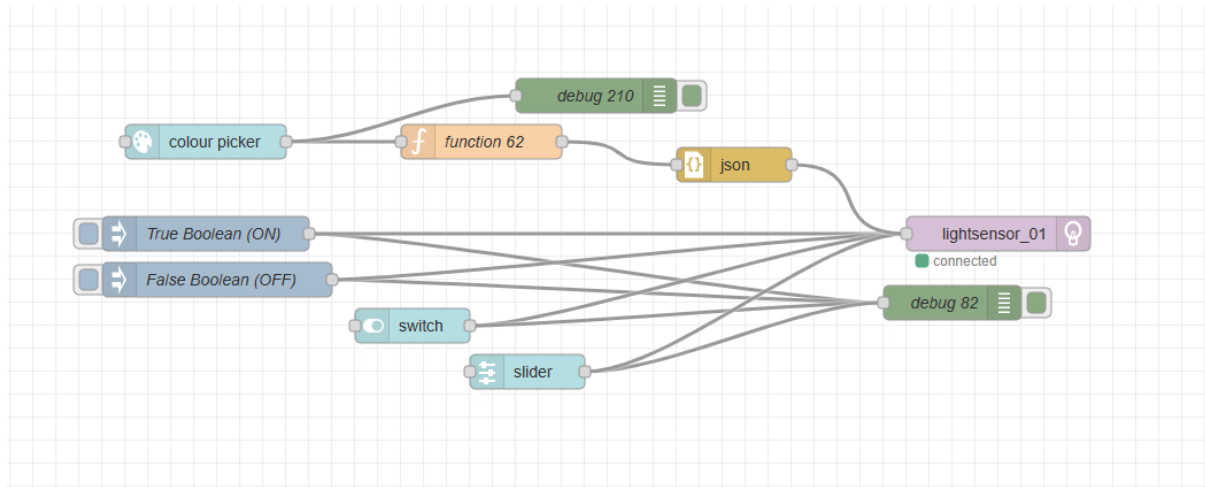 debug 210
colour picker
function 62
json
True Boolean (ON)
lightsensor_01
connected
False Boolean (OFF)
debug 82
switch
slider